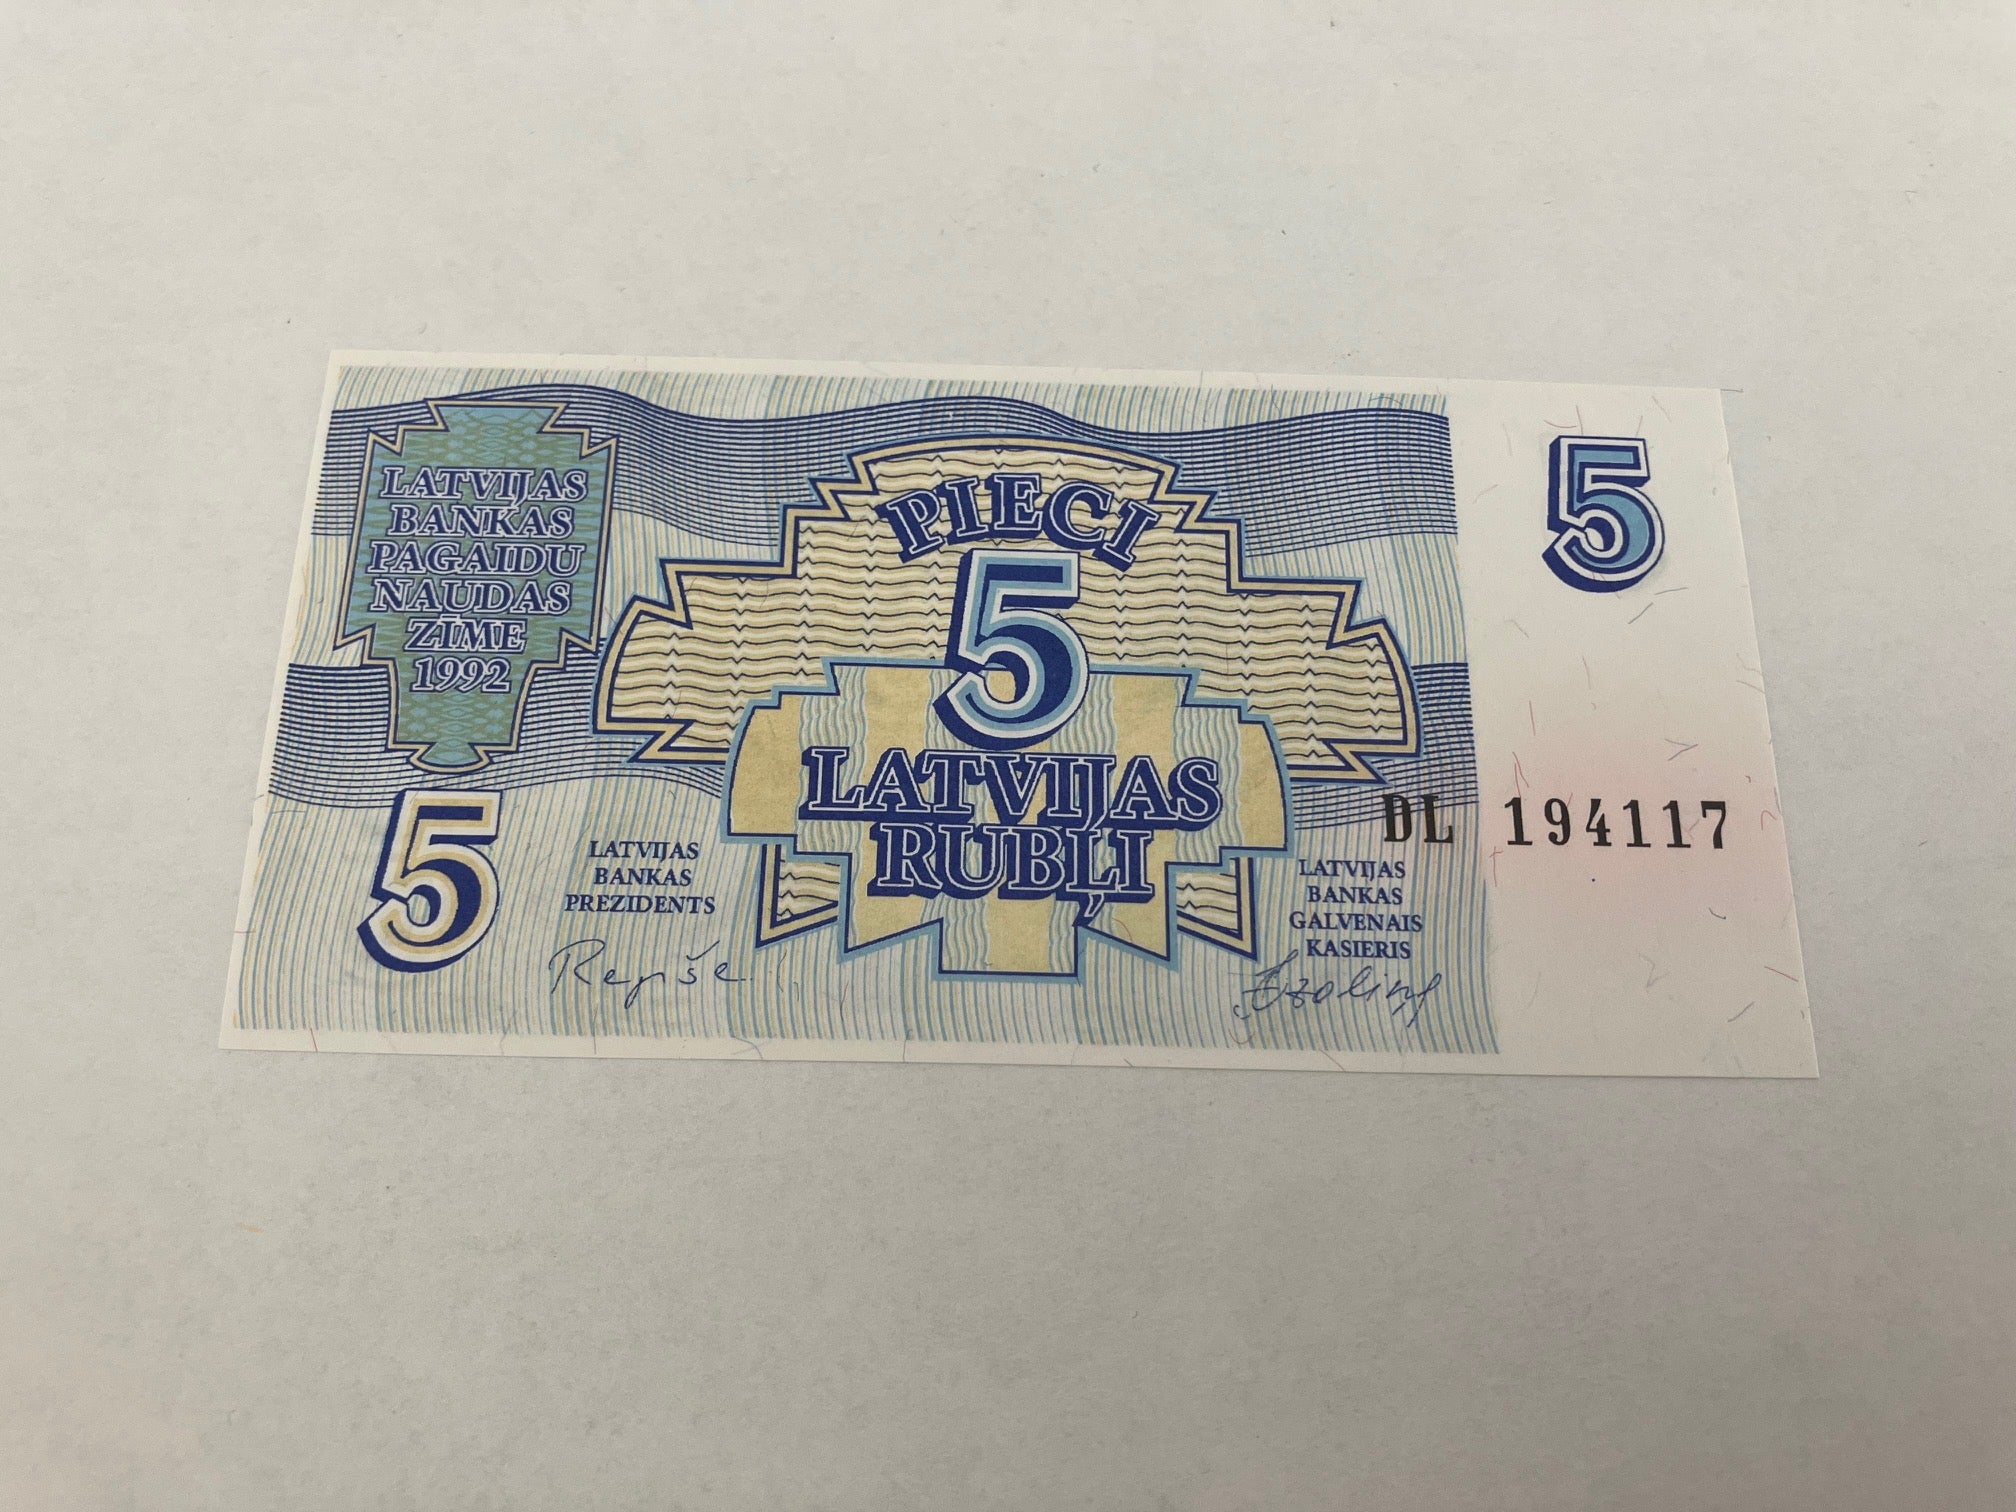 LATVIJAS
BANKAS
PAGAIDU
NAUDAS
ZĪME
1992
PIECI
5
LATVIJAS
RUBĻI
5
5
LATVIJAS
BANKAS
PREZIDENTS
Repše
DL 194117
LATVIJAS
BANKAS
GALVENAIS
KASIERIS